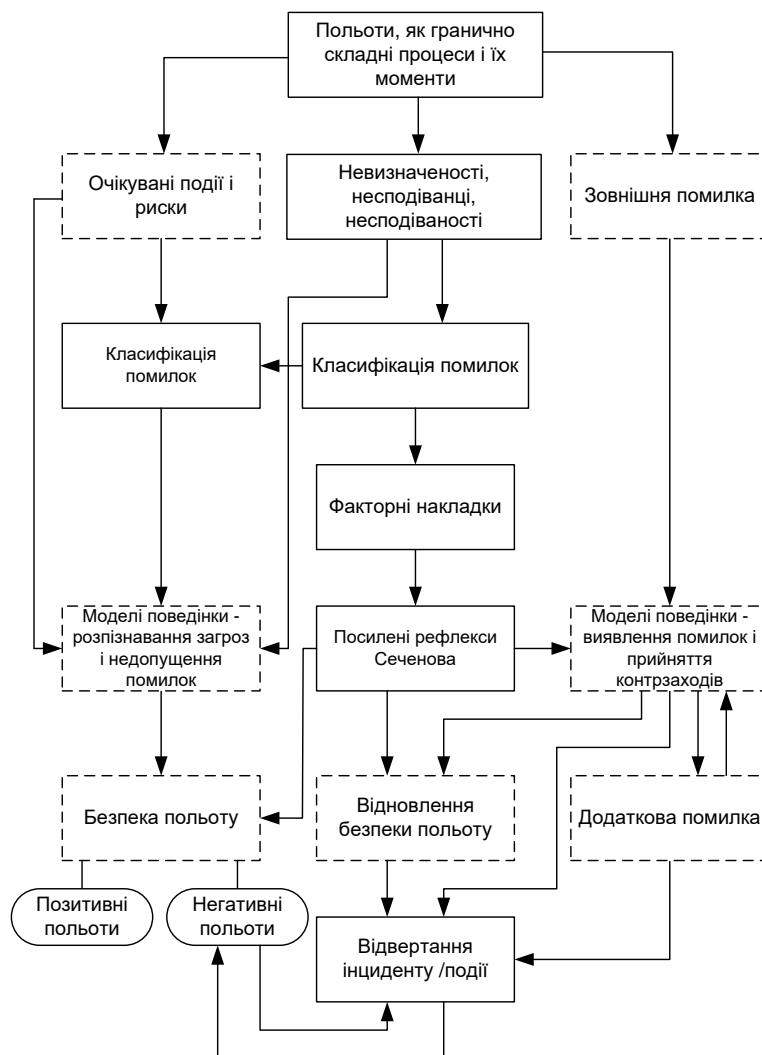 Польоти, як гранично
складні процеси і їх
моменти
Очікувані події і
риски
Невизначеності,
несподіванці,
несподіваності
Зовнішня помилка
Класифікація
помилок
Класифікація помилок
Факторні накладки
Моделі поведінки -
розпізнавання загроз
і недопущення
помилок
Посилені рефлекси
Сеченова
Моделі поведінки -
виявлення помилок і
прийняття
контрзаходів
Безпека польоту
Відновлення
безпеки польоту
Додаткова помилка
Позитивні
польоти
Негативні
польоти
Відвертання
інциденту /події